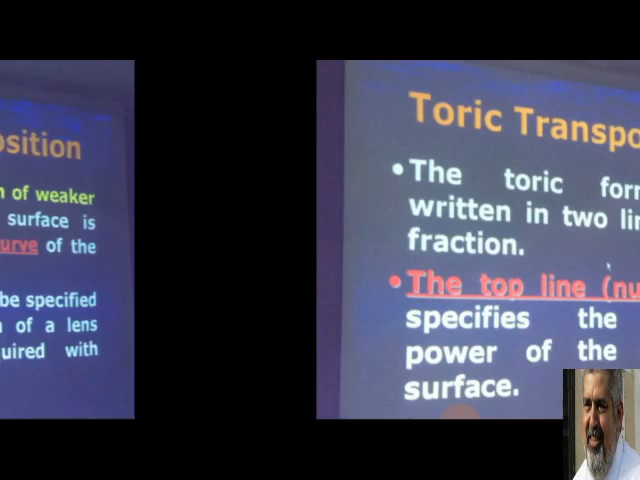 of weaker
surface is
urve of the
be specified
of a lens
uired with
Toric Transpo
•The toric for
written in two li
fraction.
•The top line (nu
specifies the
power of the
surface.